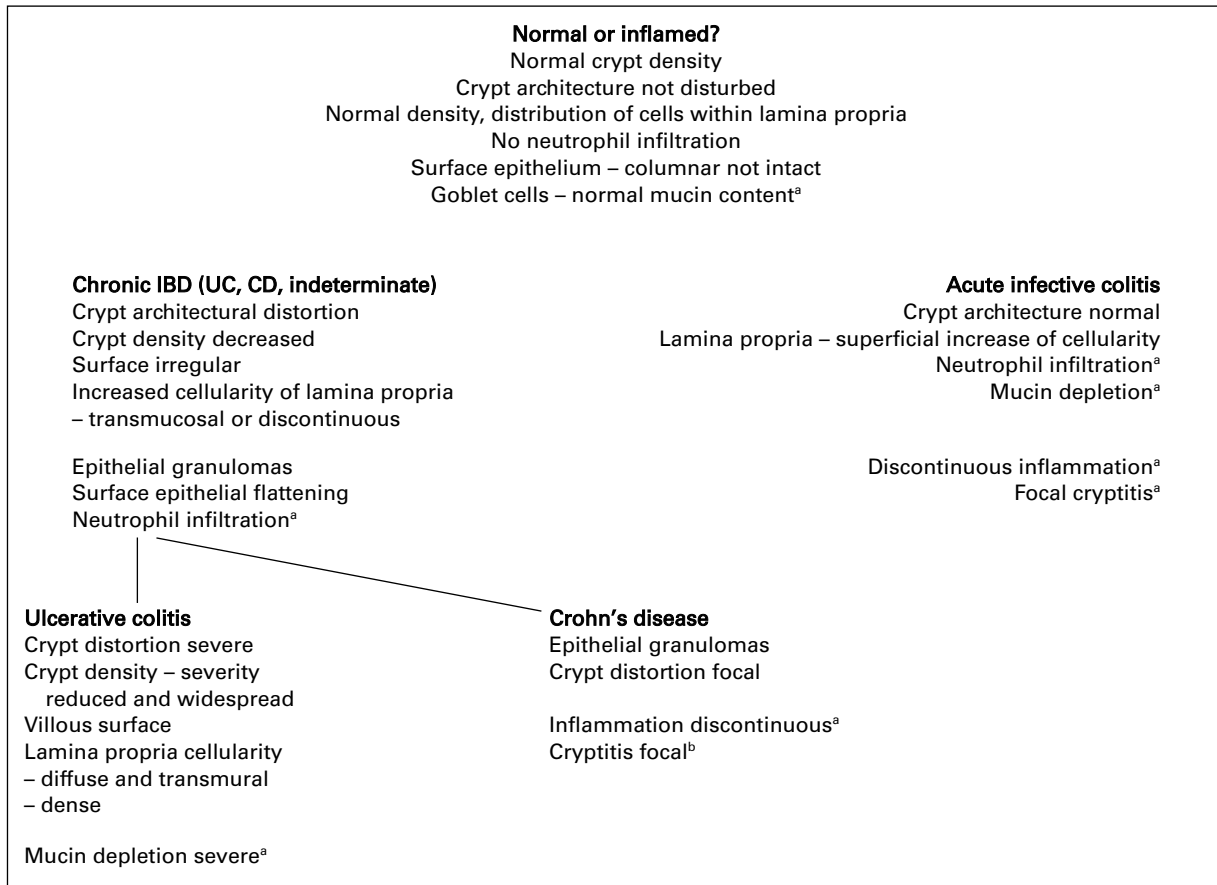 Normal or inflamed?
Normal crypt density
Crypt architecture not disturbed
Normal density, distribution of cells within lamina propria
No neutrophil infiltration
Surface epithelium – columnar not intact
Goblet cells – normal mucin contentᵃ
Chronic IBD (UC, CD, indeterminate)
Crypt architectural distortion
Crypt density decreased
Surface irregular
Increased cellularity of lamina propria
– transmucosal or discontinuous
Epithelial granulomas
Surface epithelial flattening
Neutrophil infiltrationᵃ
Acute infective colitis
Crypt architecture normal
Lamina propria – superficial increase of cellularity
Neutrophil infiltrationᵃ
Mucin depletionᵃ
Discontinuous inflammationᵃ
Focal cryptitisᵃ
Ulcerative colitis
Crypt distortion severe
Crypt density – severity
reduced and widespread
Villous surface
Lamina propria cellularity
– diffuse and transmural
– dense
Mucin depletion severeᵃ
Crohn's disease
Epithelial granulomas
Crypt distortion focal
Inflammation discontinuousᵃ
Cryptitis focalᵇ